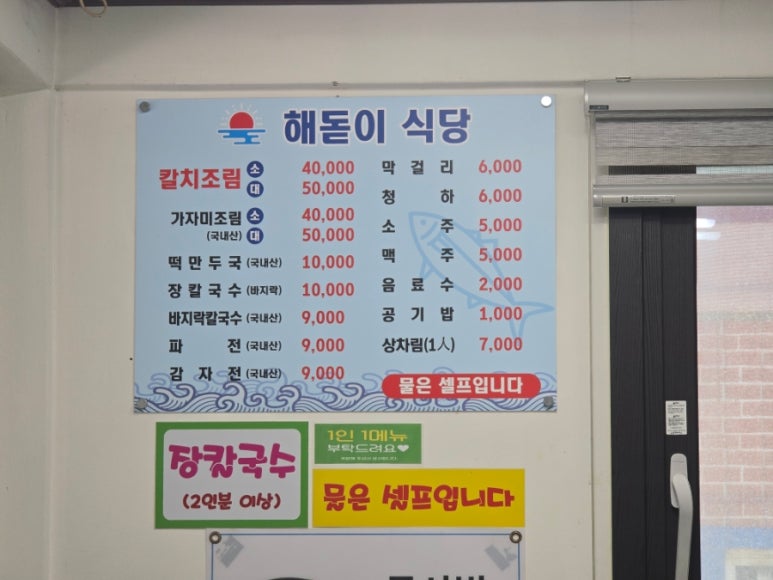 해돋이 식당
칼치조림 소 40,000
대 50,000
가자미조림 소 40,000
(국내산) 대 50,000
떡만두국 (국내산) 10,000
장칼국수 (바지락) 10,000
바지락칼국수 (국내산) 9,000
파전 (국내산) 9,000
감자전 (국내산) 9,000
막걸리 6,000
청하 6,000
소주 5,000
맥주 5,000
음료수 2,000
공기밥 1,000
상차림(1人) 7,000
물은 셀프입니다
장칼국수
(2인분 이상)
1인 1메뉴
부탁드려요♥
물은 셀프입니다